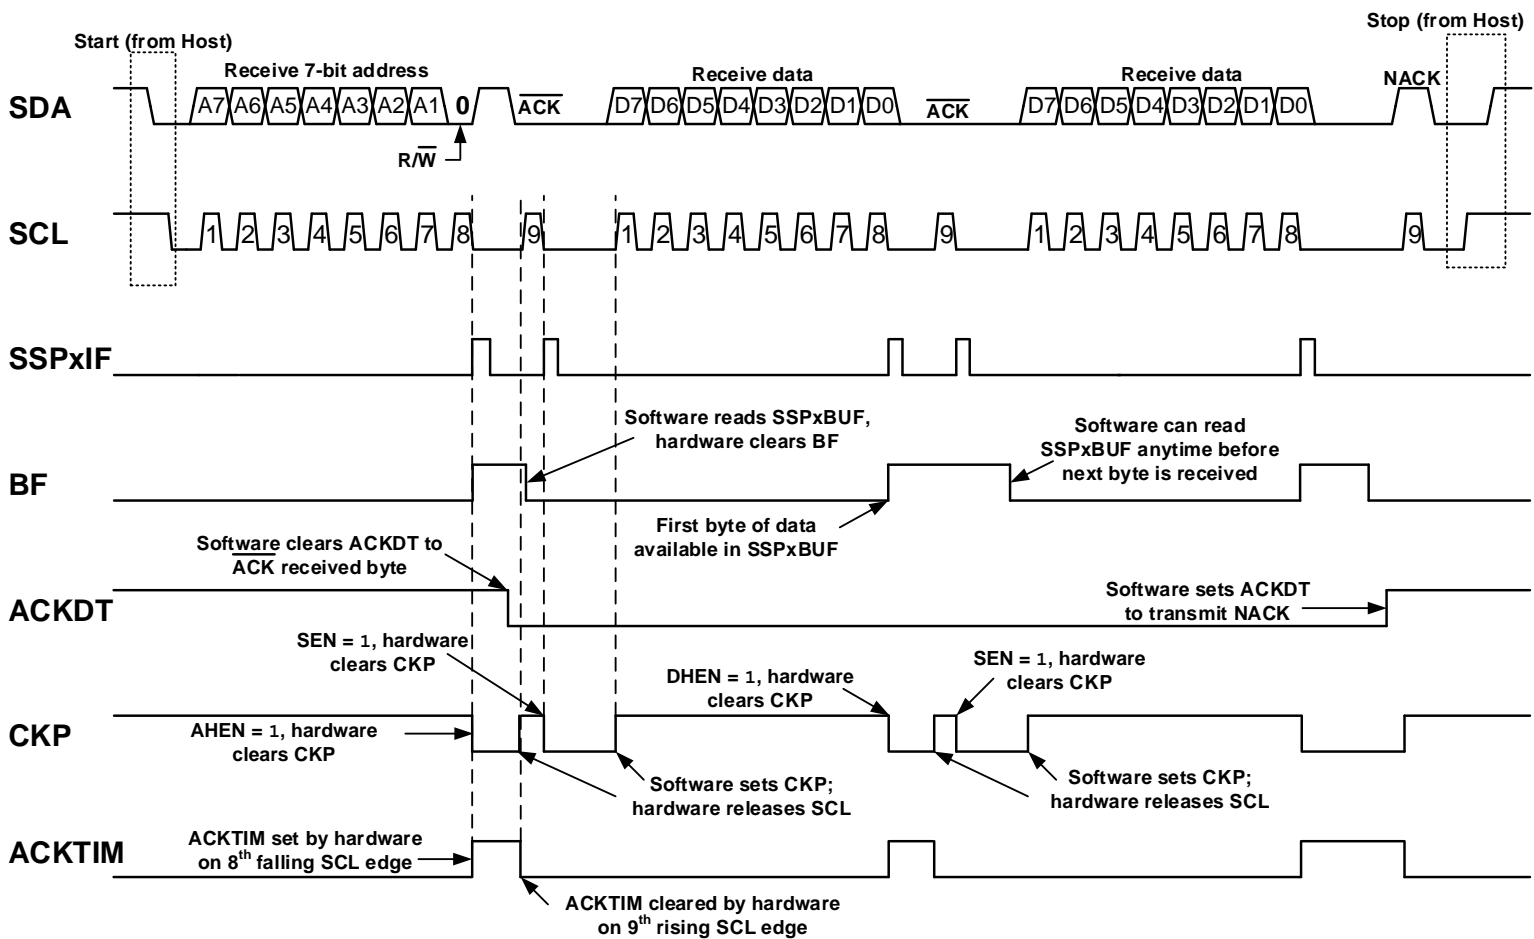 Start (from Host)
Stop (from Host)
Receive 7-bit address
Receive data
Receive data
NACK
SDA
A7 A6 A5 A4 A3 A2 A1 0 ACK D7 D6 D5 D4 D3 D2 D1 D0 ACK D7 D6 D5 D4 D3 D2 D1 D0
R/W
SCL
1 2 3 4 5 6 7 8 9 1 2 3 4 5 6 7 8 9 1 2 3 4 5 6 7 8 9
SSPxIF
Software reads SSPxBUF,
hardware clears BF
Software can read
SSPxBUF anytime before
next byte is received
BF
First byte of data
available in SSPxBUF
Software clears ACKDT to
ACK received byte
ACKDT
Software sets ACKDT
to transmit NACK
SEN = 1, hardware
clears CKP
DHEN = 1, hardware
clears CKP
SEN = 1, hardware
clears CKP
CKP
AHEN = 1, hardware
clears CKP
Software sets CKP;
hardware releases SCL
Software sets CKP;
hardware releases SCL
ACKTIM
ACKTIM set by hardware
on 8th falling SCL edge
ACKTIM cleared by hardware
on 9th rising SCL edge